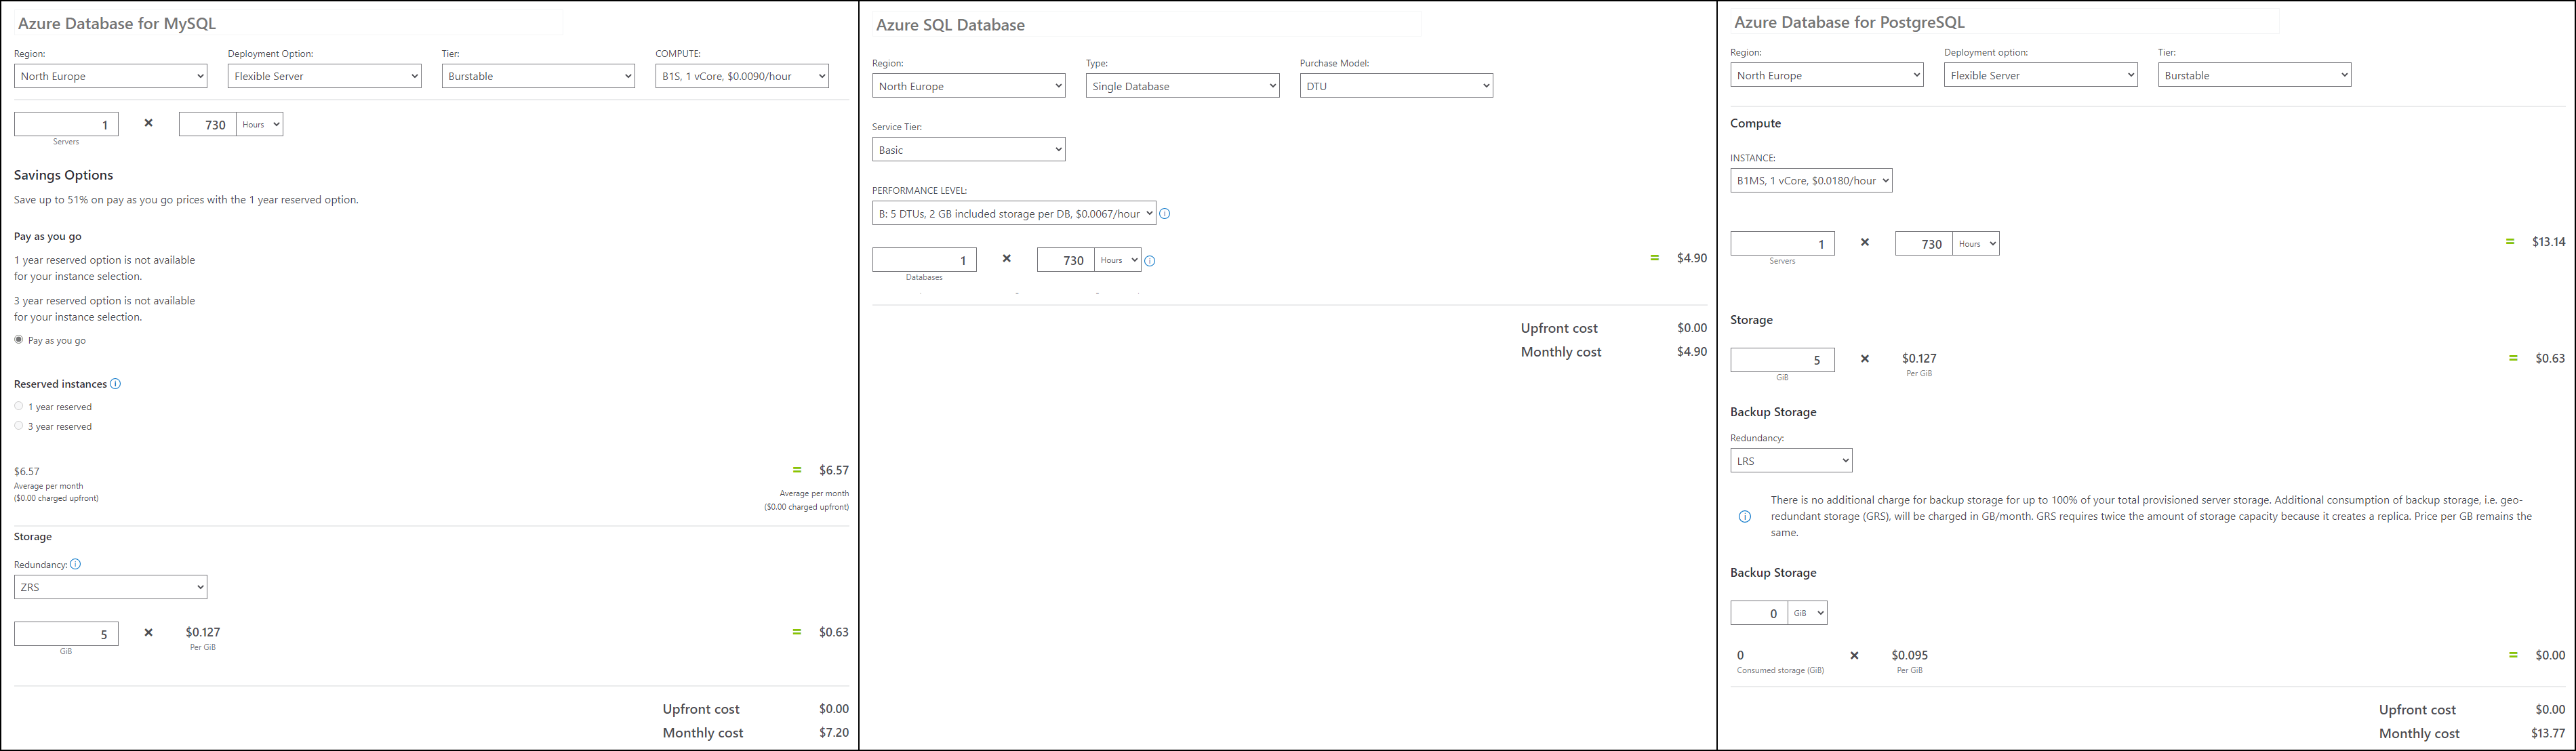 Azure Database for MySQL
Region:
Deployment Option:
Tier:
COMPUTE:
North Europe
Flexible Server
Burstable
B1S, 1 vCore, $0.0090/hour
1
×
730
Hours
Servers
Savings Options
Save up to 51% on pay as you go prices with the 1 year reserved option.
Pay as you go
1 year reserved option is not available
for your instance selection.
3 year reserved option is not available
for your instance selection.
Pay as you go
Reserved instances
1 year reserved
3 year reserved
$6.57
Average per month
($0.00 charged upfront)
= $6.57
Average per month
($0.00 charged upfront)
Storage
Redundancy:
ZRS
5
×
$0.127
= $0.63
GiB
Per GiB
Upfront cost $0.00
Monthly cost $7.20
Azure SQL Database
Region:
Type:
Purchase Model:
North Europe
Single Database
DTU
Service Tier:
Basic
PERFORMANCE LEVEL:
B: 5 DTUs, 2 GB included storage per DB, $0.0067/hour
1
×
730
Hours
= $4.90
Databases
Upfront cost $0.00
Monthly cost $4.90
Azure Database for PostgreSQL
Region:
Deployment option:
Tier:
North Europe
Flexible Server
Burstable
Compute
INSTANCE:
B1MS, 1 vCore, $0.0180/hour
1
×
730
Hours
= $13.14
Servers
Storage
5
×
$0.127
= $0.63
GiB
Per GiB
Backup Storage
Redundancy:
LRS
There is no additional charge for backup storage for up to 100% of your total provisioned server storage. Additional consumption of backup storage, i.e. geo-
redundant storage (GRS), will be charged in GB/month. GRS requires twice the amount of storage capacity because it creates a replica. Price per GB remains the
same.
Backup Storage
0
GiB
0
×
$0.095
= $0.00
Consumed storage (GiB)
Per GiB
Upfront cost $0.00
Monthly cost $13.77